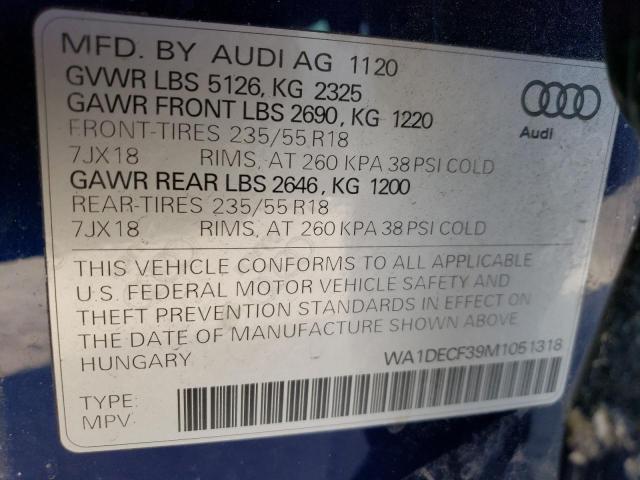 MFD. BY AUDI AG 1120
GVWR LBS 5126, KG 2325
GAWR FRONT LBS 2690, KG 1220
FRONT-TIRES 235/55 R18
7JX18 RIMS, AT 260 KPA 38 PSI COLD
GAWR REAR LBS 2646, KG 1200
REAR-TIRES 235/55 R18
7JX18 RIMS, AT 260 KPA 38 PSI COLD
Audi
THIS VEHICLE CONFORMS TO ALL APPLICABLE
U.S. FEDERAL MOTOR VEHICLE SAFETY AND
THEFT PREVENTION STANDARDS IN EFFECT ON
THE DATE OF MANUFACTURE SHOWN ABOVE
HUNGARY
WA1DECF39M1051318
TYPE:
MPV